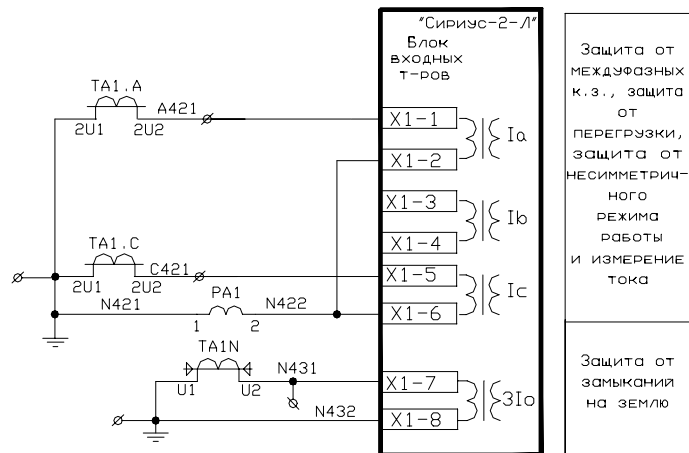 "Сириус-2-Л"
Блок
входных
т-ров
TA1.A
A421
2U1
2U2
X1-1
X1-2
Ia
X1-3
X1-4
Ib
TA1.C
C421
2U1
2U2
X1-5
X1-6
Ic
N421
PA1
N422
1
2
TA1N
N431
U1
U2
N432
X1-7
X1-8
3Io
Защита от
междуфазных
к.з., защита
от
перегрузки,
защита от
несимметрич-
ного
режима
работы
и измерение
тока
Защита от
замыканий
на землю